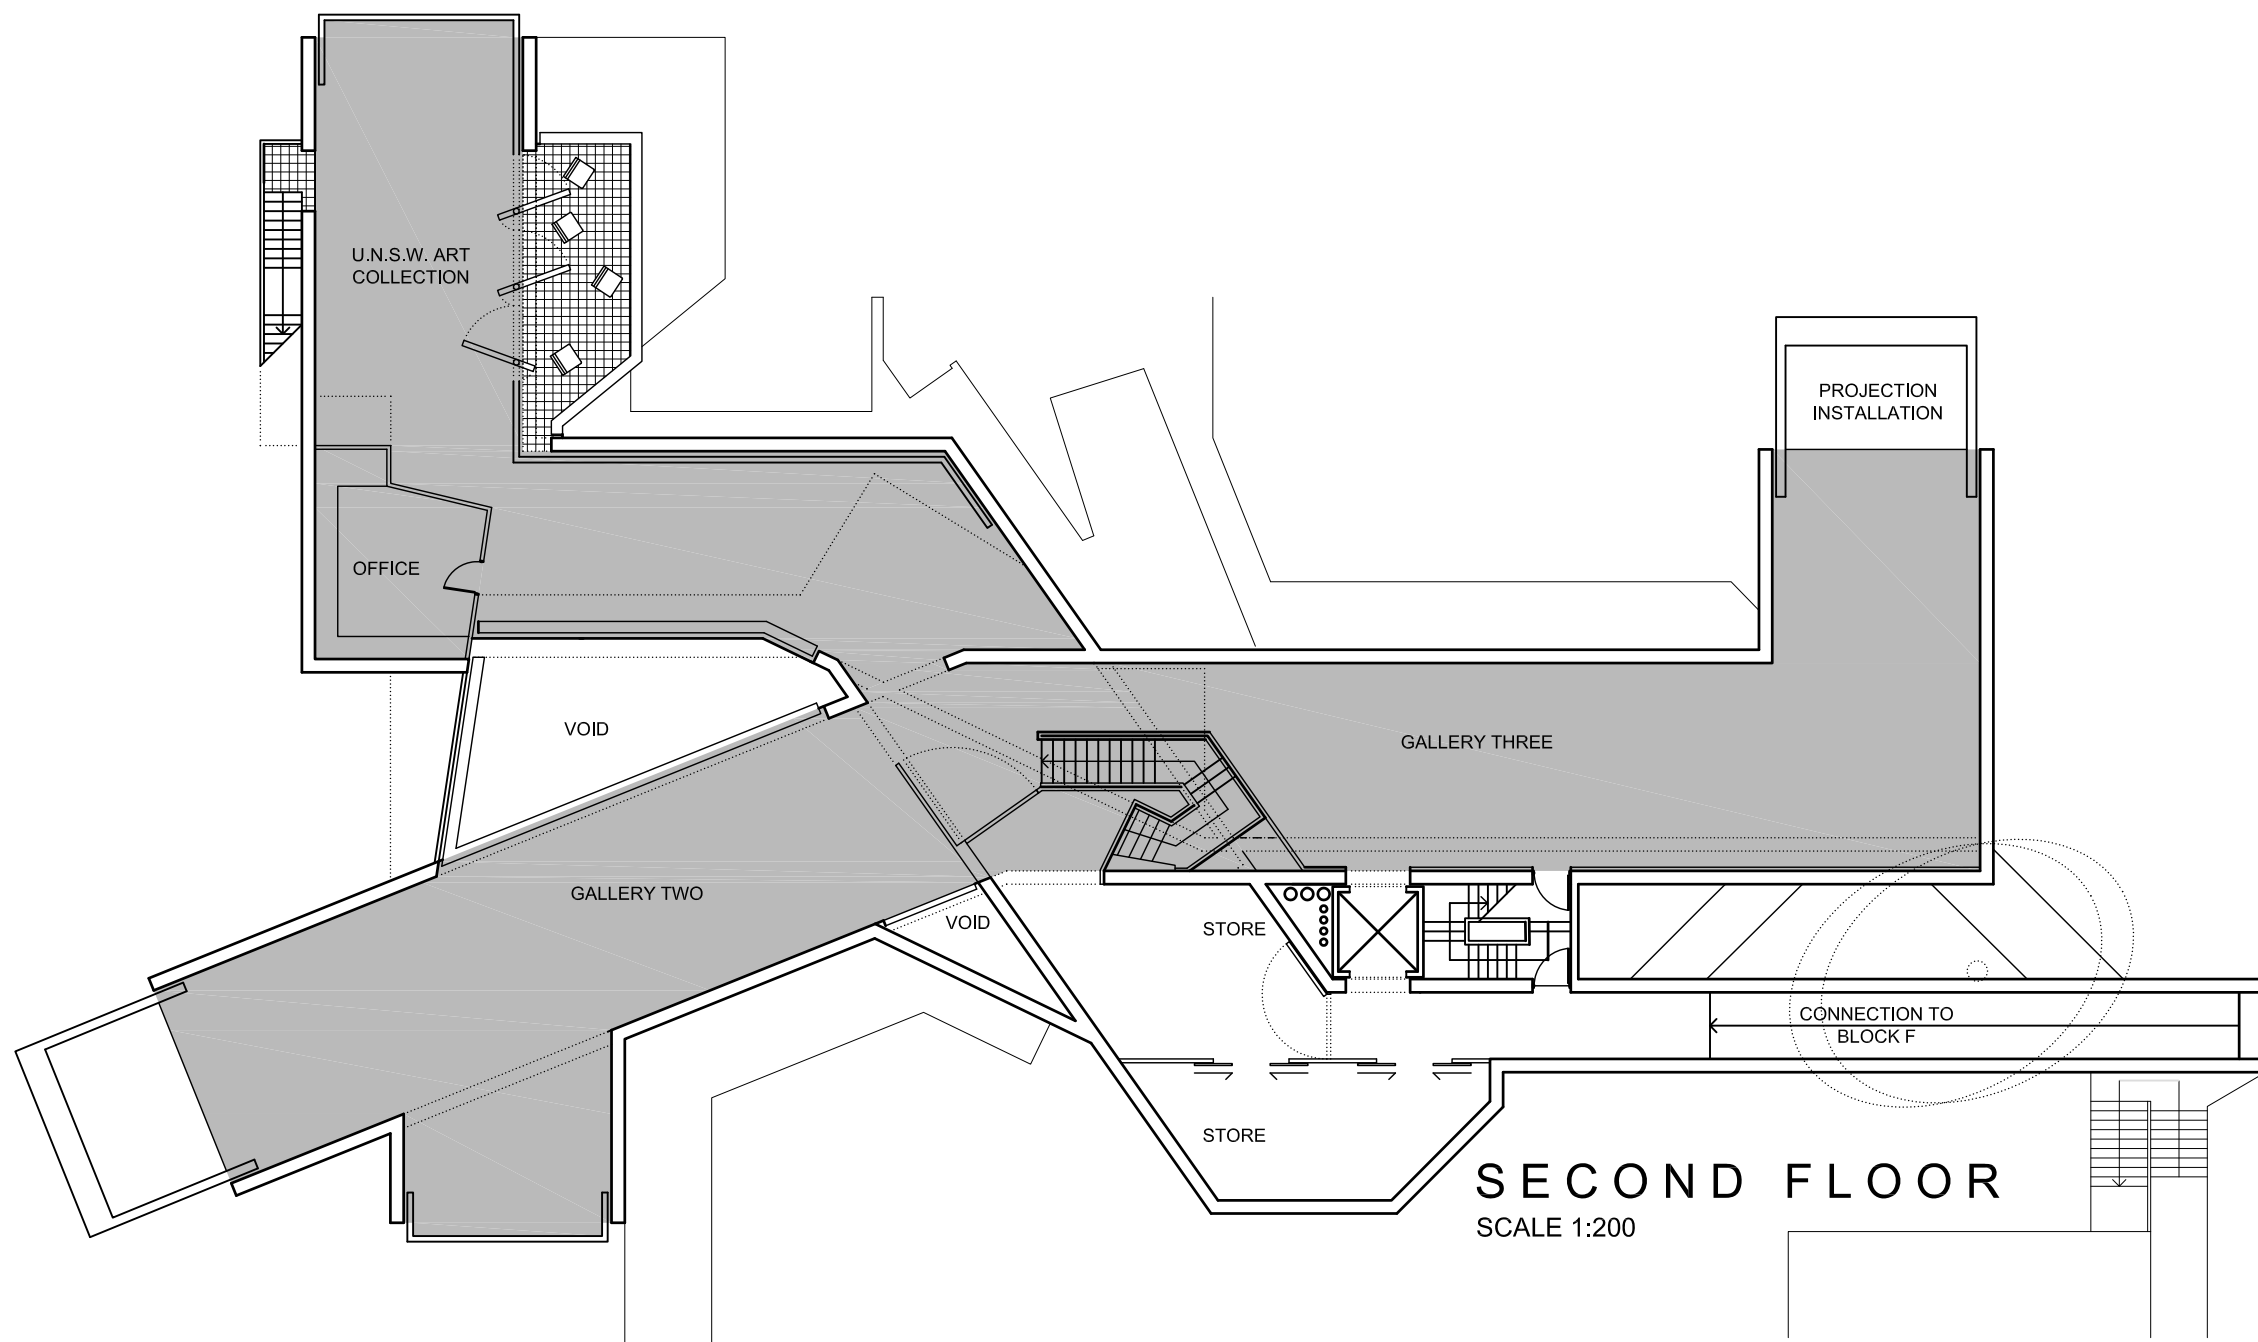 U.N.S.W. ART
COLLECTION
PROJECTION
INSTALLATION
OFFICE
VOID
GALLERY THREE
GALLERY TWO
VOID
STORE
CONNECTION TO
BLOCK F
STORE
SECOND FLOOR
SCALE 1:200